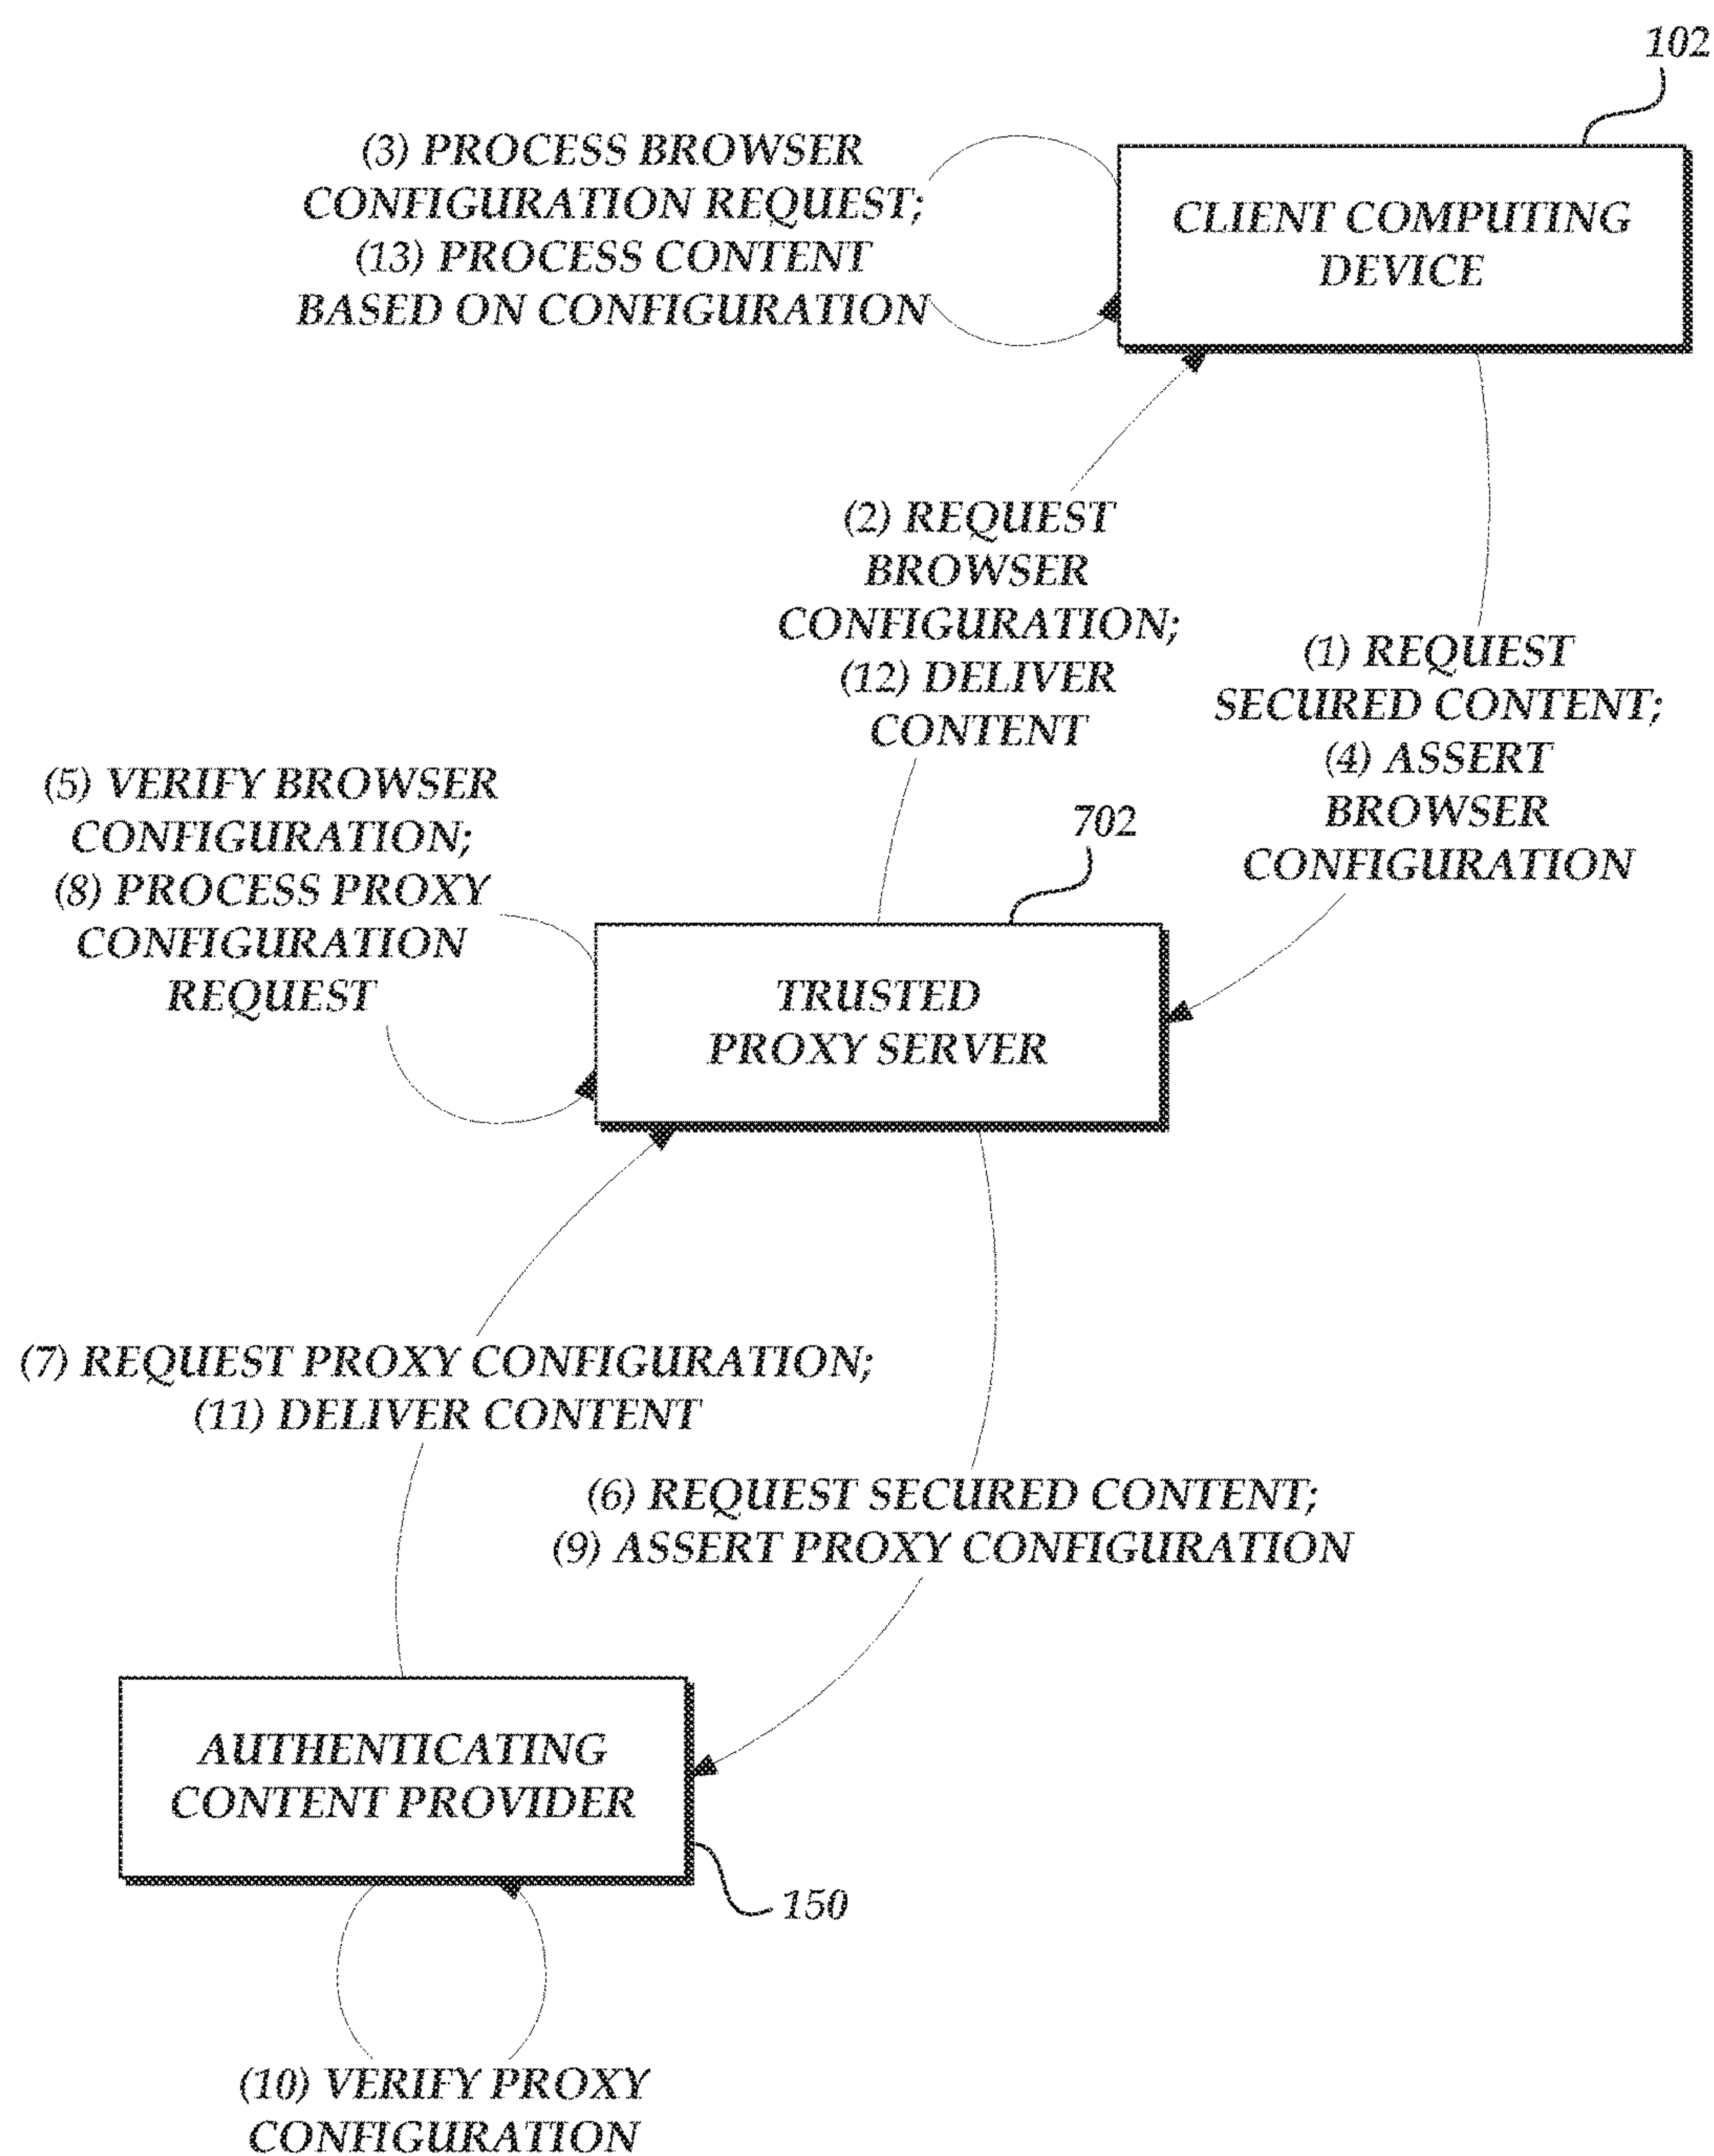 102
(3) PROCESS BROWSER
CONFIGURATION REQUEST;
(13) PROCESS CONTENT
BASED ON CONFIGURATION
CLIENT COMPUTING
DEVICE
(2) REQUEST
BROWSER
CONFIGURATION;
(12) DELIVER
CONTENT
(1) REQUEST
SECURED CONTENT;
(4) ASSERT
BROWSER
CONFIGURATION
(5) VERIFY BROWSER
CONFIGURATION;
(8) PROCESS PROXY
CONFIGURATION
REQUEST
702
TRUSTED
PROXY SERVER
(7) REQUEST PROXY CONFIGURATION;
(11) DELIVER CONTENT
(6) REQUEST SECURED CONTENT;
(9) ASSERT PROXY CONFIGURATION
AUTHENTICATING
CONTENT PROVIDER
150
(10) VERIFY PROXY
CONFIGURATION